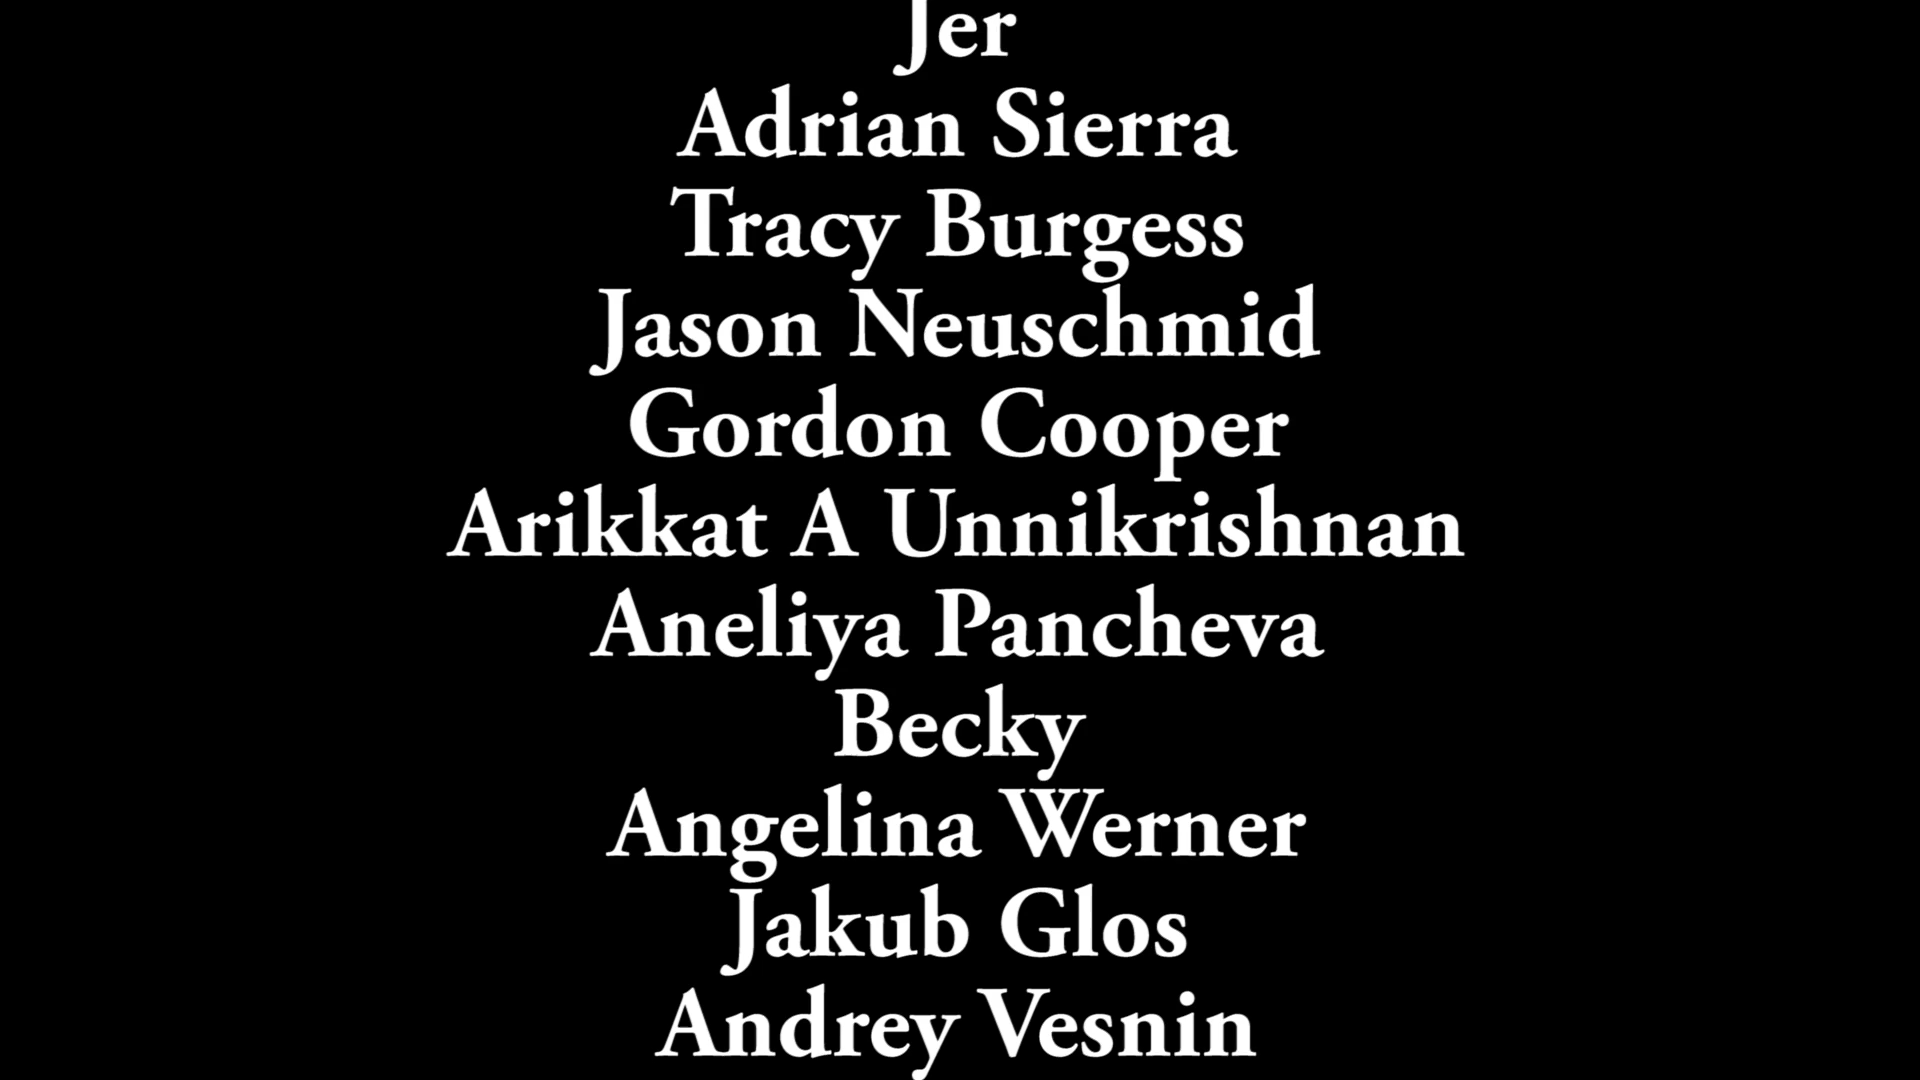 Jer
Adrian Sierra
Tracy Burgess
Jason Neuschmid
Gordon Cooper
Arikkat A Unnikrishnan
Aneliya Pancheva
Becky
Angelina Werner
Jakub Glos
Andrey Vesnin